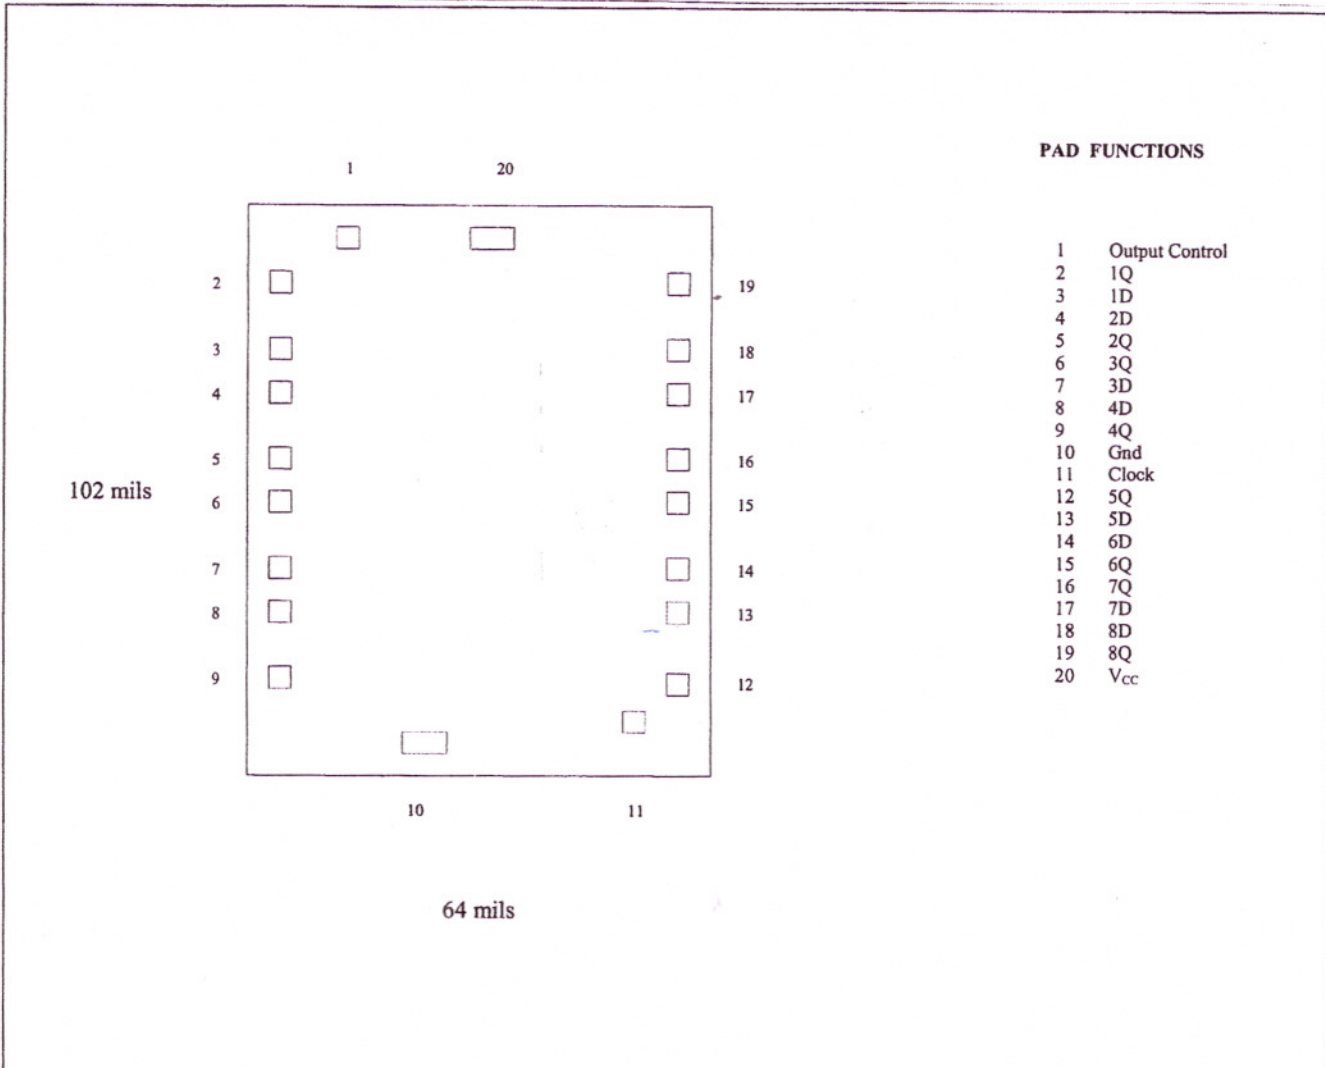 PAD FUNCTIONS
1 20
2 19
3 18
4 17
5 16
102 mils
6 15
7 14
8 13
9 12
10 11
64 mils
1 Output Control
2 1Q
3 1D
4 2D
5 2Q
6 3Q
7 3D
8 4D
9 4Q
10 Gnd
11 Clock
12 5Q
13 5D
14 6D
15 6Q
16 7Q
17 7D
18 8D
19 8Q
20 VCC